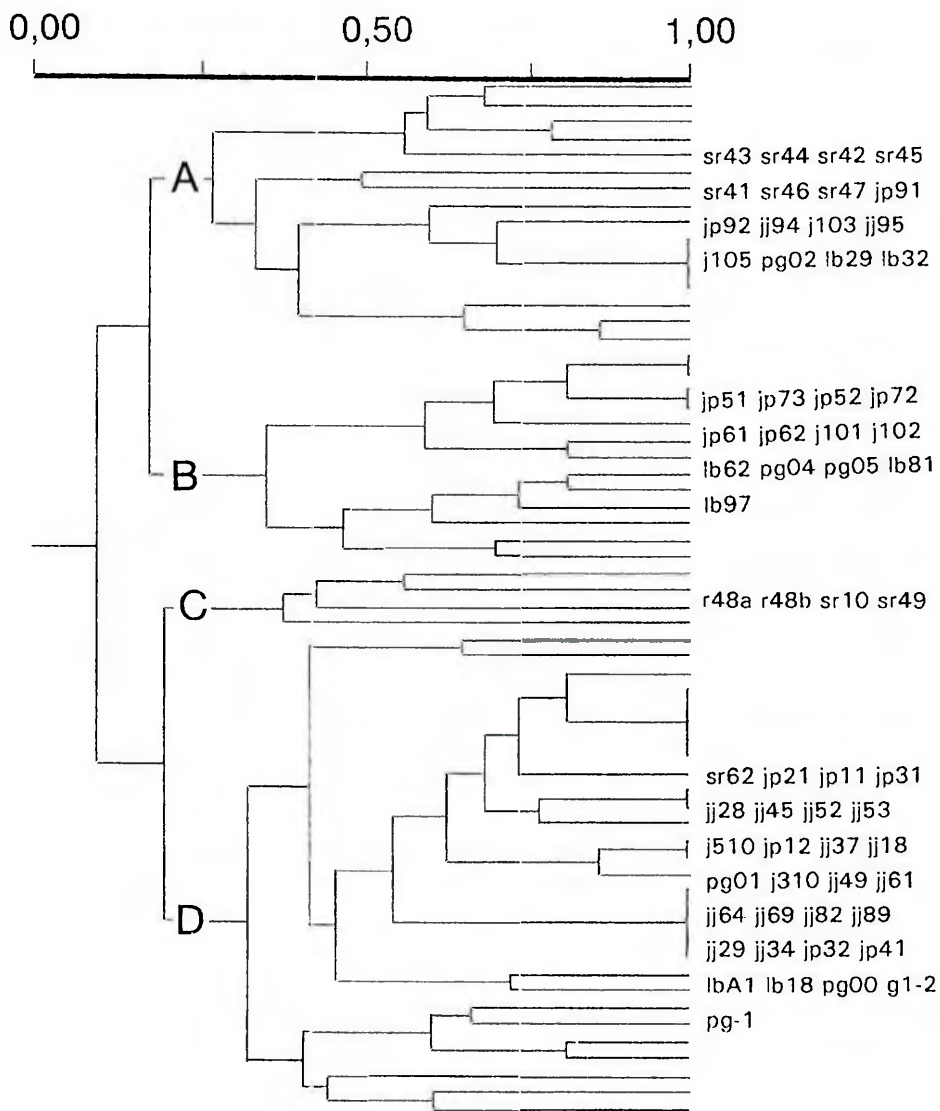 0,00 0,50 1,00
sr43 sr44 sr42 sr45
A
sr41 sr46 sr47 jp91
jp92 jj94 j103 jj95
j105 pg02 lb29 lb32
jp51 jp73 jp52 jp72
jp61 jp62 j101 j102
lb62 pg04 pg05 lb81
B
lb97
C
r48a r48b sr10 sr49
sr62 jp21 jp11 jp31
jj28 jj45 jj52 jj53
j510 jp12 jj37 jj18
pg01 j310 jj49 jj61
jj64 jj69 jj82 jj89
D
jj29 jj34 jp32 jp41
lbA1 lb18 pg00 g1-2
pg-1